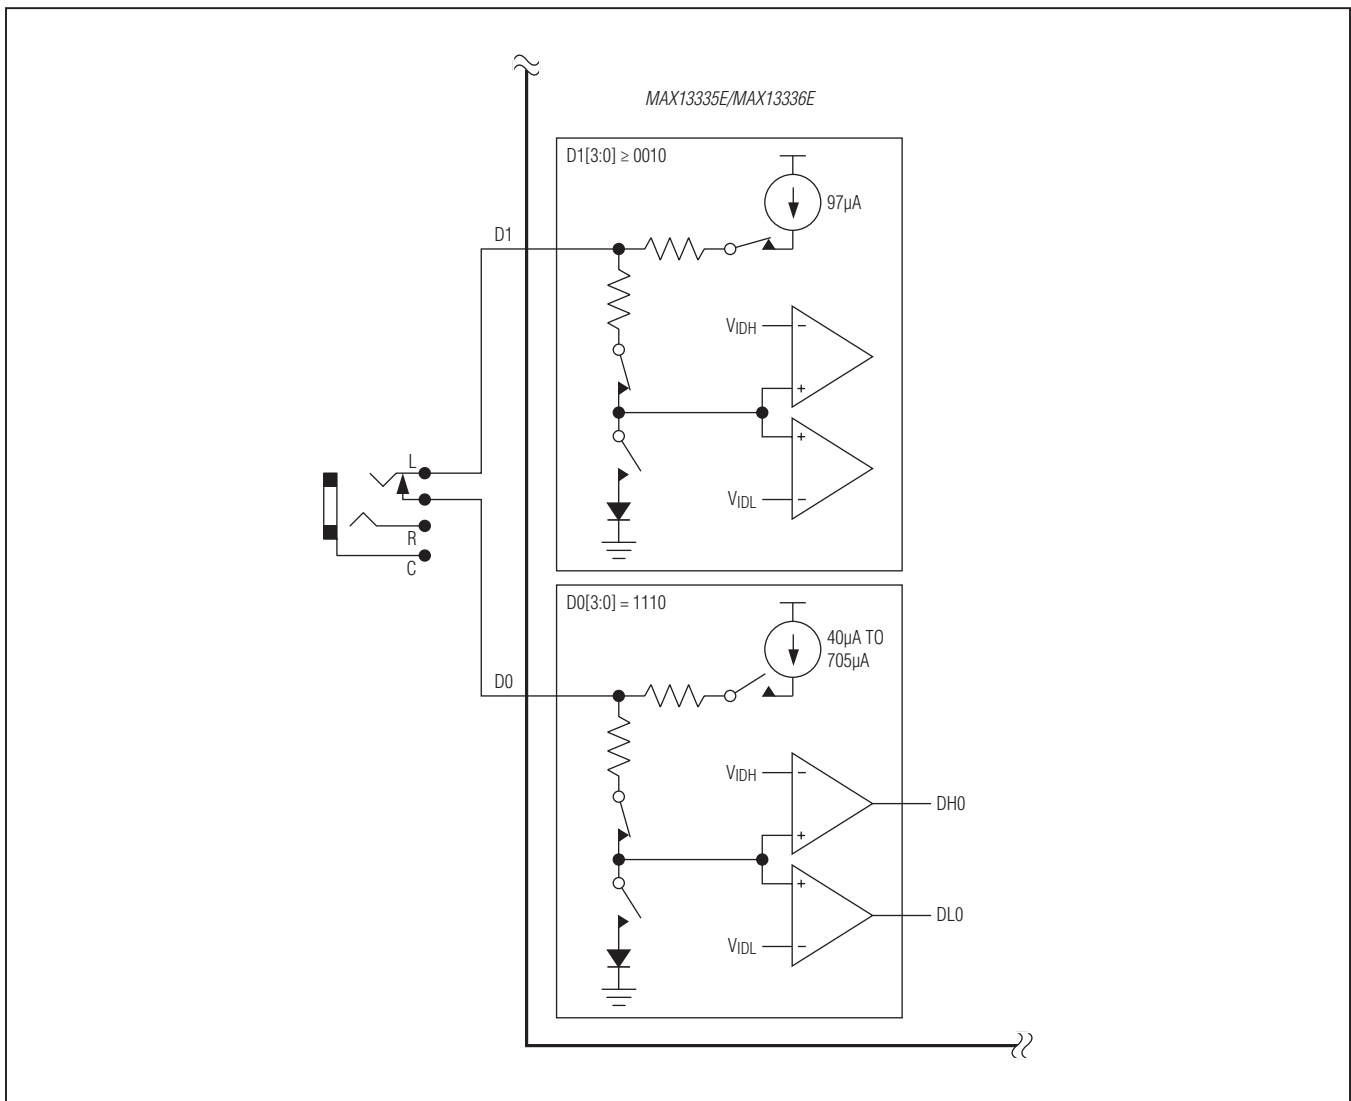 MAX13335E/MAX13336E
D1[3:0] ≥ 0010
97µA
D1
VIDH
−
+
+
VIDL
−
L
R
C
D0[3:0] = 1110
40µA TO
705µA
D0
VIDH
−
+
DH0
+
DL0
VIDL
−